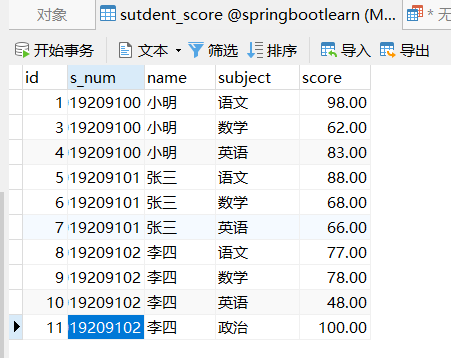 对象 sutdent_score @springbootlearn (M... * 无
开始事务 文本 筛选 排序 导入 导出
id s_num name subject score
1 19209100 小明 语文 98.00
3 19209100 小明 数学 62.00
4 19209100 小明 英语 83.00
5 19209101 张三 语文 88.00
6 19209101 张三 数学 68.00
7 19209101 张三 英语 66.00
8 19209102 李四 语文 77.00
9 19209102 李四 数学 78.00
10 19209102 李四 英语 48.00
11 19209102 李四 政治 100.00